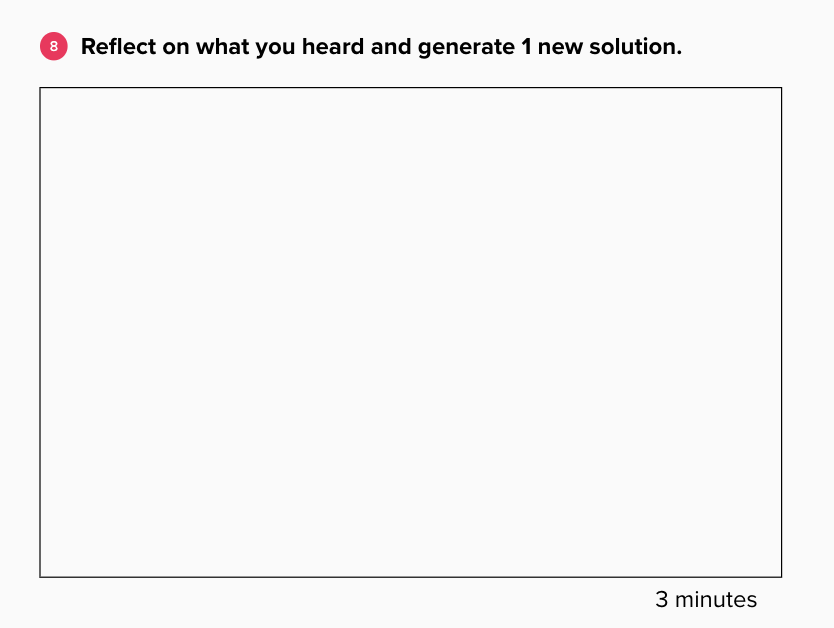 8 Reflect on what you heard and generate 1 new solution.
3 minutes